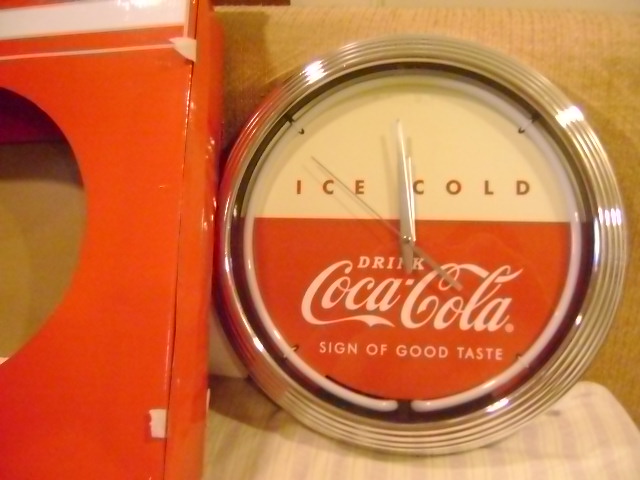 ICE COLD
DRINK
Coca-Cola®
SIGN OF GOOD TASTE